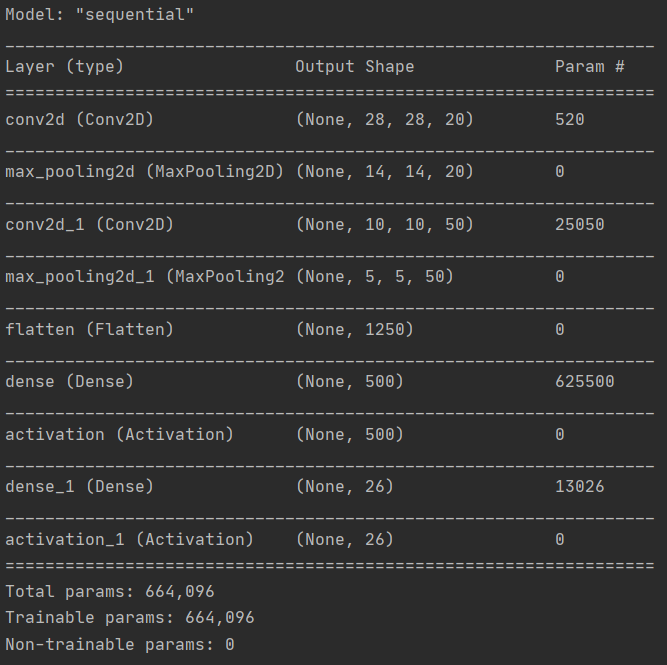 Model: "sequential"
_________________________________________________________________
Layer (type)                 Output Shape              Param #
=================================================================
conv2d (Conv2D)              (None, 28, 28, 20)        520
_________________________________________________________________
max_pooling2d (MaxPooling2D) (None, 14, 14, 20)        0
_________________________________________________________________
conv2d_1 (Conv2D)            (None, 10, 10, 50)        25050
_________________________________________________________________
max_pooling2d_1 (MaxPooling2 (None, 5, 5, 50)          0
_________________________________________________________________
flatten (Flatten)            (None, 1250)              0
_________________________________________________________________
dense (Dense)                (None, 500)               625500
_________________________________________________________________
activation (Activation)      (None, 500)               0
_________________________________________________________________
dense_1 (Dense)              (None, 26)                13026
_________________________________________________________________
activation_1 (Activation)    (None, 26)                0
=================================================================
Total params: 664,096
Trainable params: 664,096
Non-trainable params: 0